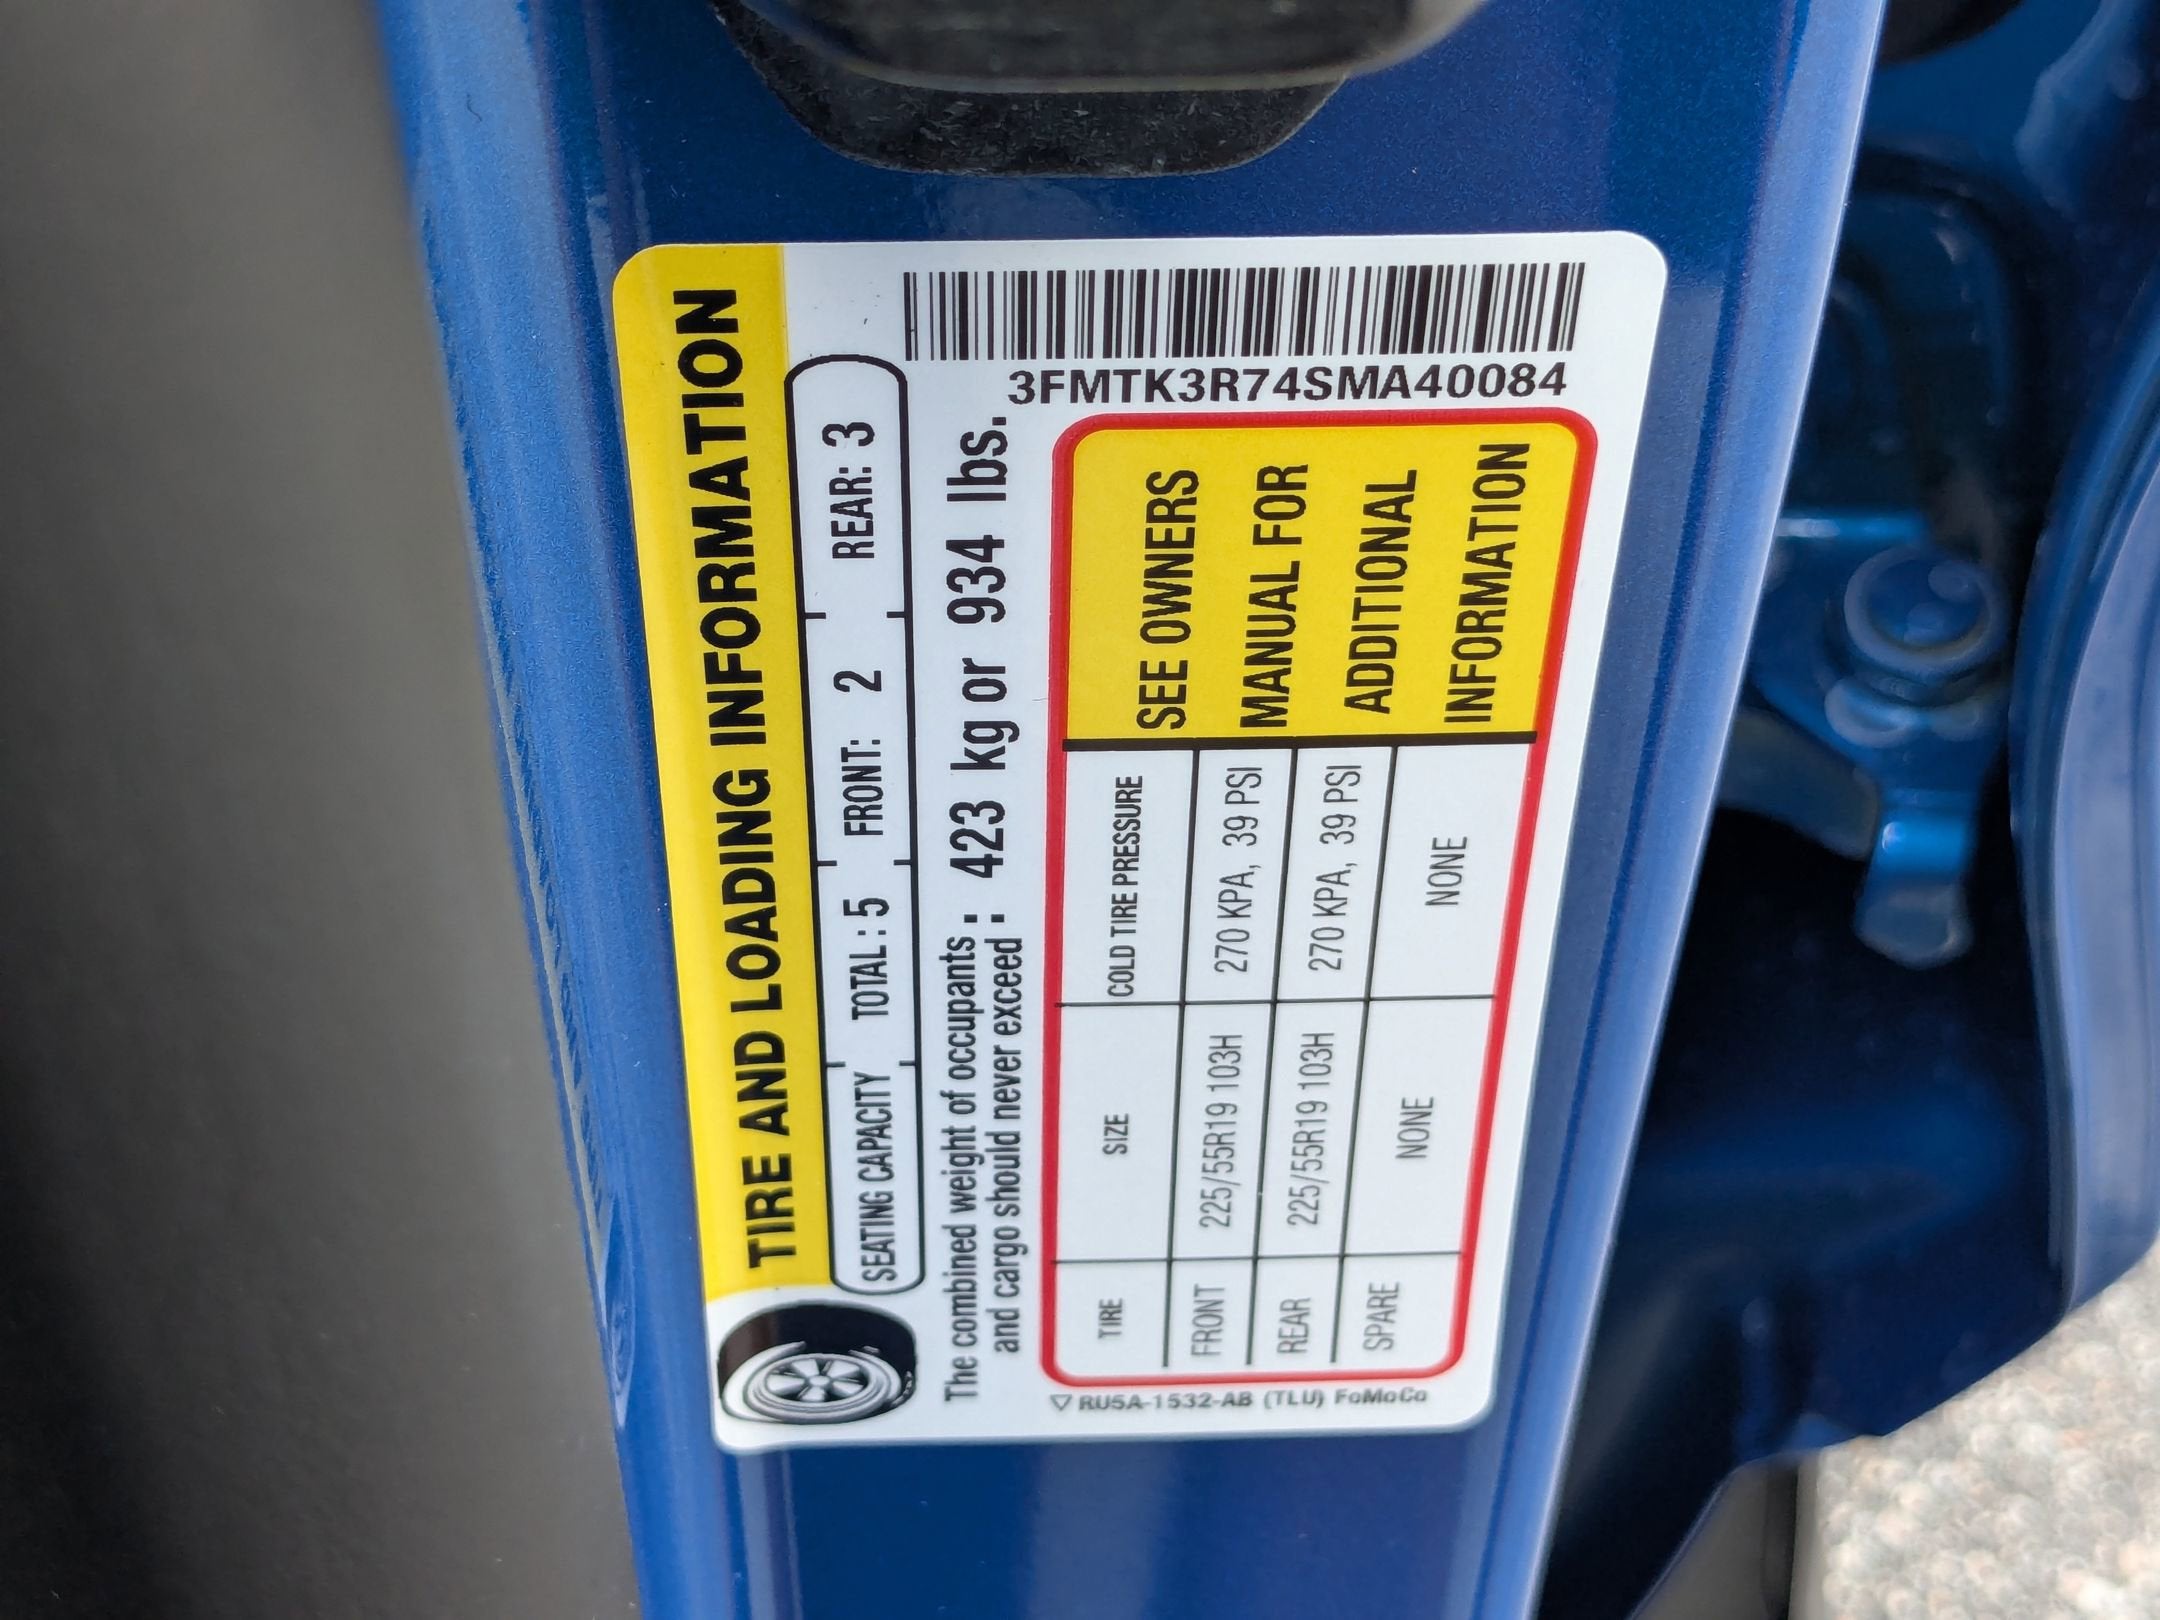 TIRE AND LOADING INFORMATION
SEATING CAPACITY TOTAL : 5 FRONT: 2 REAR: 3
The combined weight of occupants : 423 kg or 934 lbs.
and cargo should never exceed :
3FMTK3R74SMA40084
TIRE SIZE COLD TIRE PRESSURE
FRONT 225/55R19 103H 270 KPA, 39 PSI
REAR 225/55R19 103H 270 KPA, 39 PSI
SPARE NONE NONE
SEE OWNERS
MANUAL FOR
ADDITIONAL
INFORMATION
RU5A-1532-AB (TLU) FoMoCo